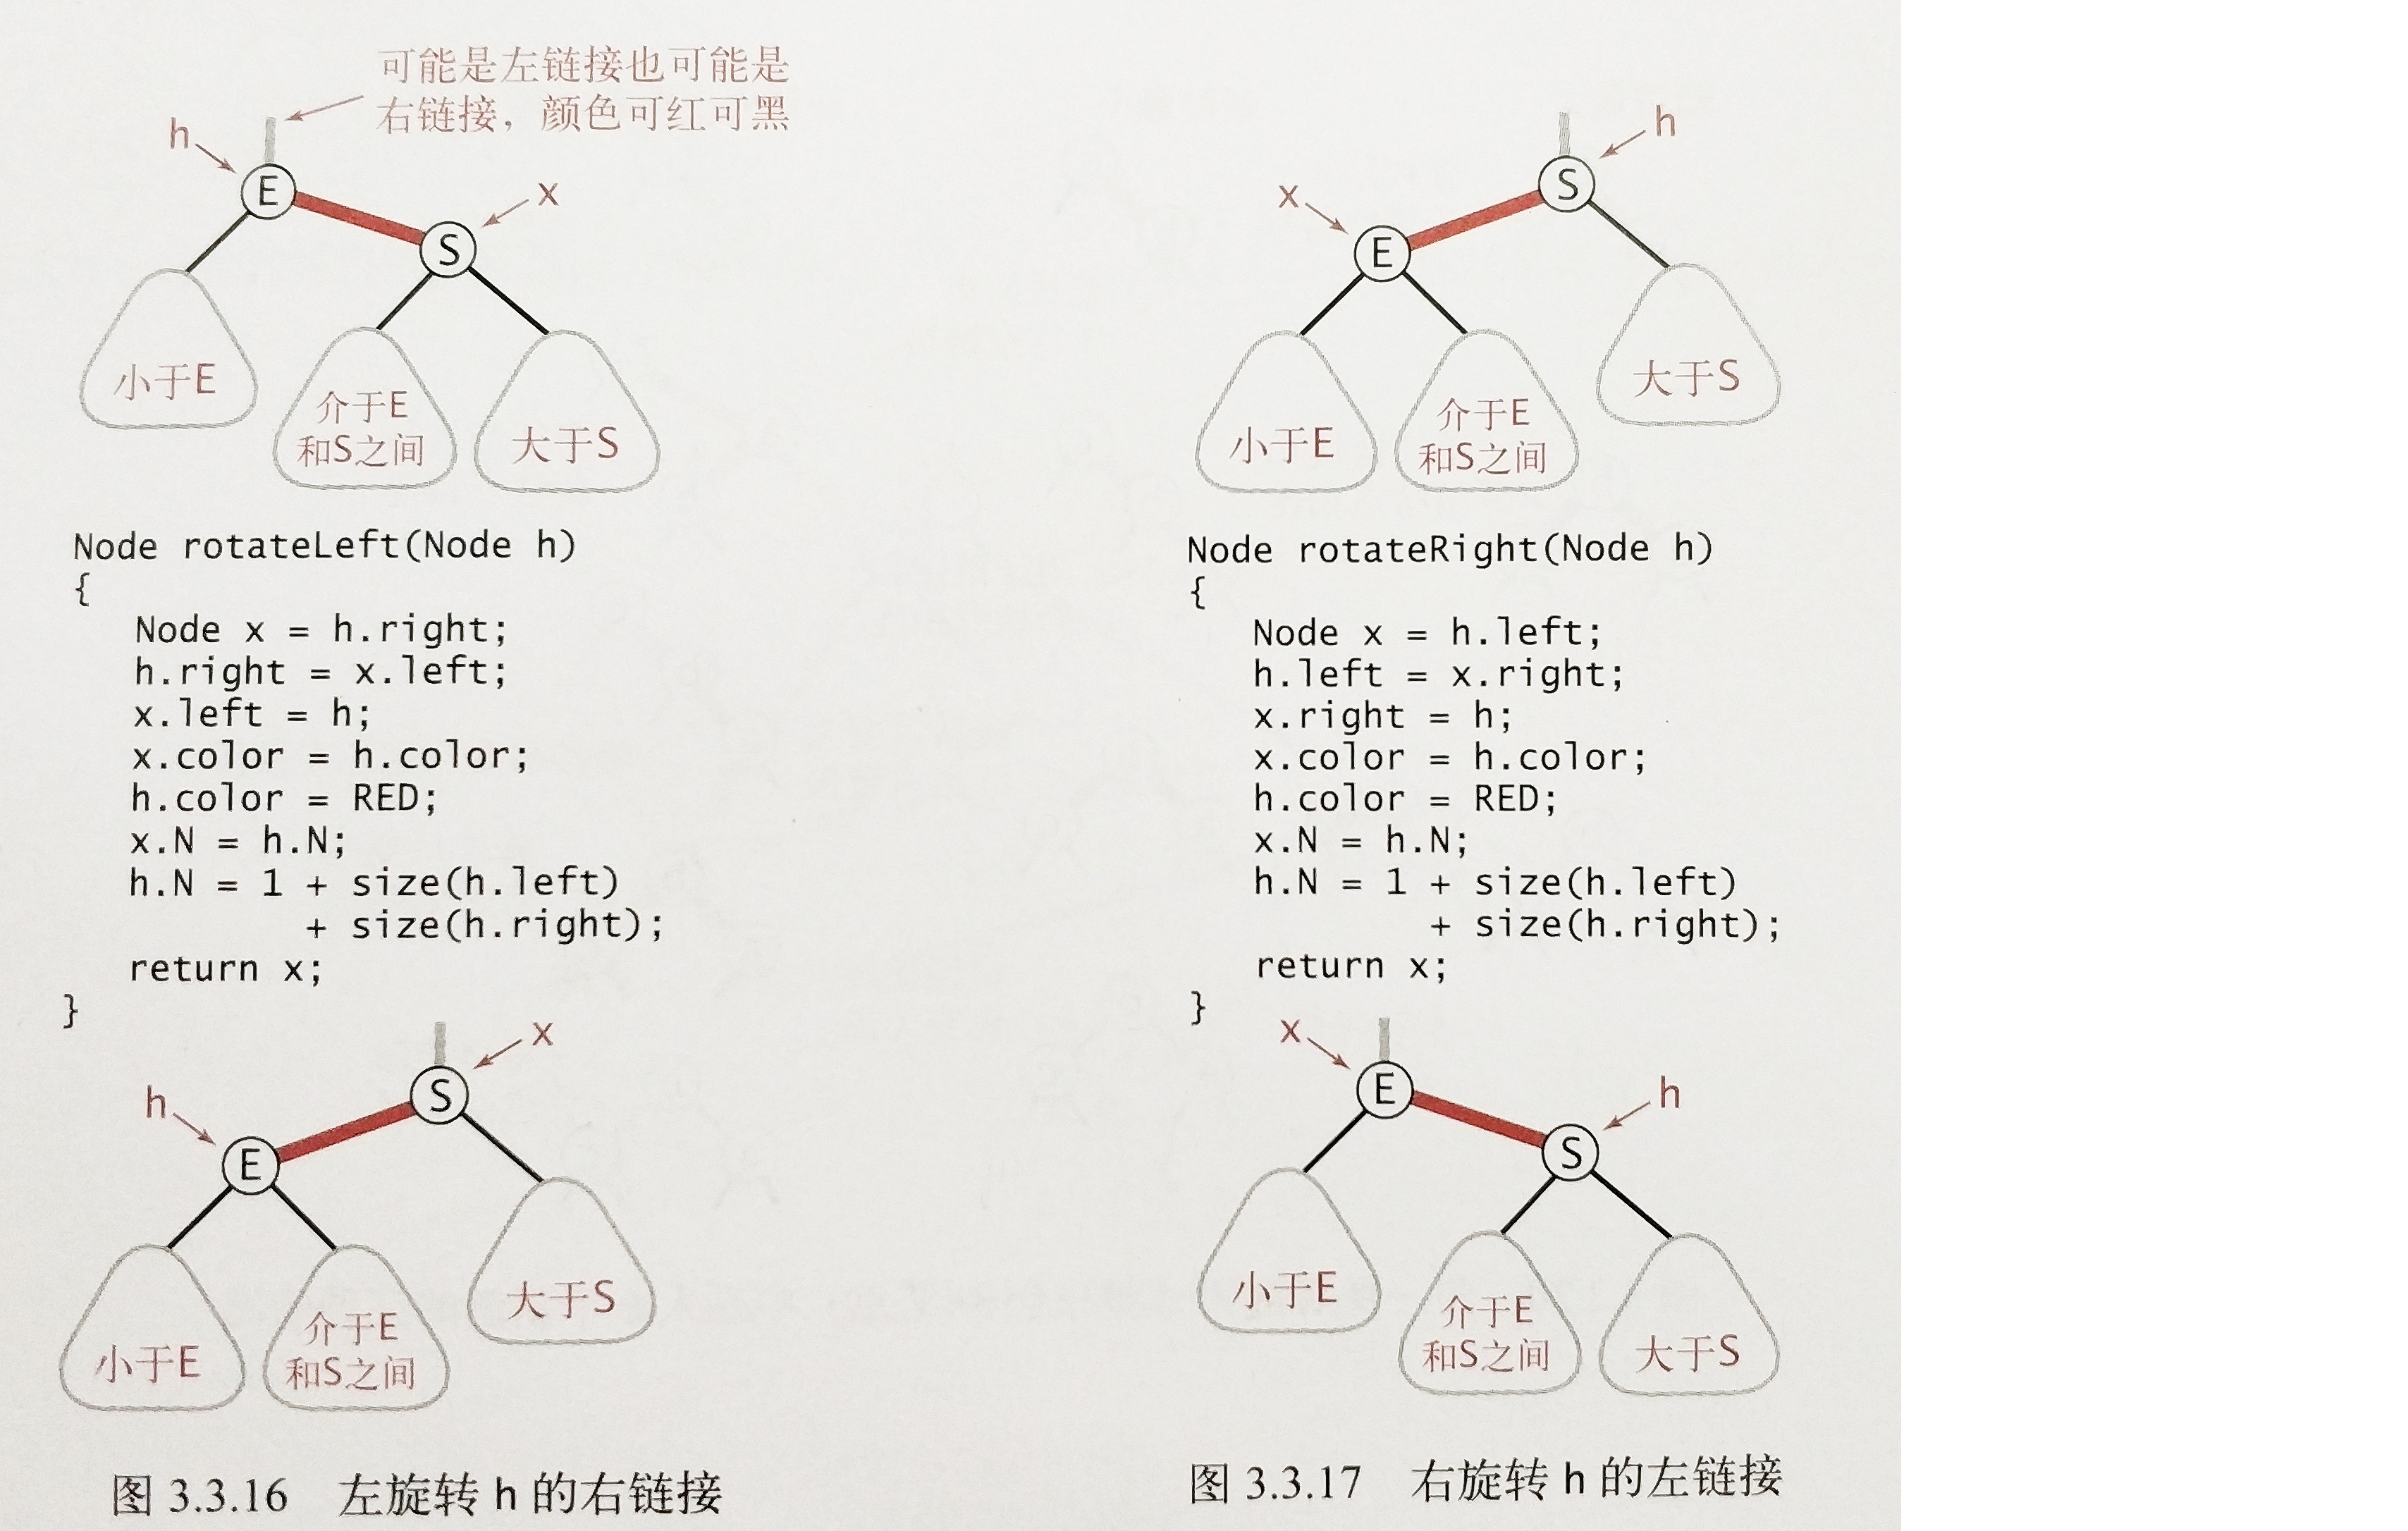 可能是左链接也可能是
右链接，颜色可红可黑
h
E
x
S
小于E
介于E
和S之间
大于S
Node rotateLeft(Node h)
{
Node x = h.right;
h.right = x.left;
x.left = h;
x.color = h.color;
h.color = RED;
x.N = h.N;
h.N = 1 + size(h.left)
+ size(h.right);
return x;
}
x
S
h
E
大于S
小于E
介于E
和S之间
图 3.3.16 左旋转 h 的右链接
h
S
x
E
大于S
小于E
介于E
和S之间
Node rotateRight(Node h)
{
Node x = h.left;
h.left = x.right;
x.right = h;
x.color = h.color;
h.color = RED;
x.N = h.N;
h.N = 1 + size(h.left)
+ size(h.right);
return x;
}
x
E
h
S
小于E
介于E
和S之间
大于S
图 3.3.17 右旋转 h 的左链接